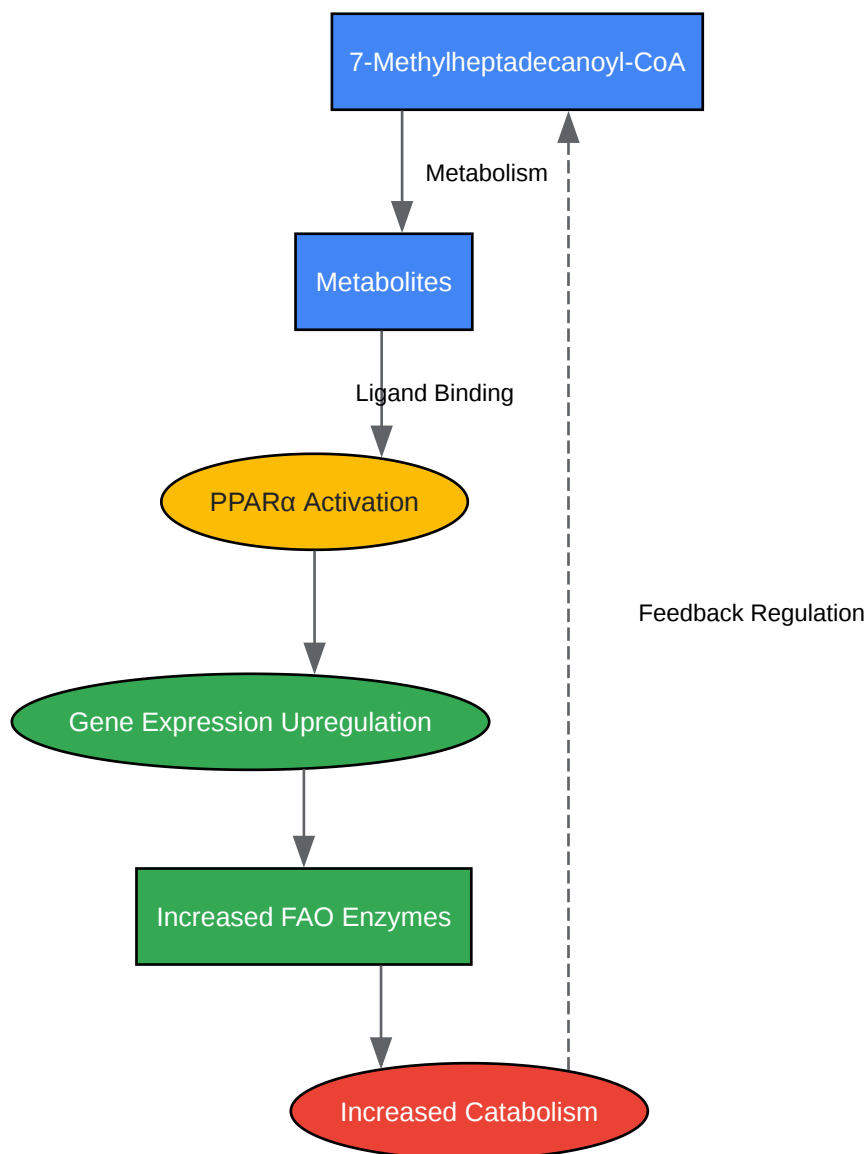 7-Methylheptadecanoyl-CoA
Metabolism
Metabolites
Ligand Binding
PPARα Activation
Feedback Regulation
Gene Expression Upregulation
Increased FAO Enzymes
Increased Catabolism